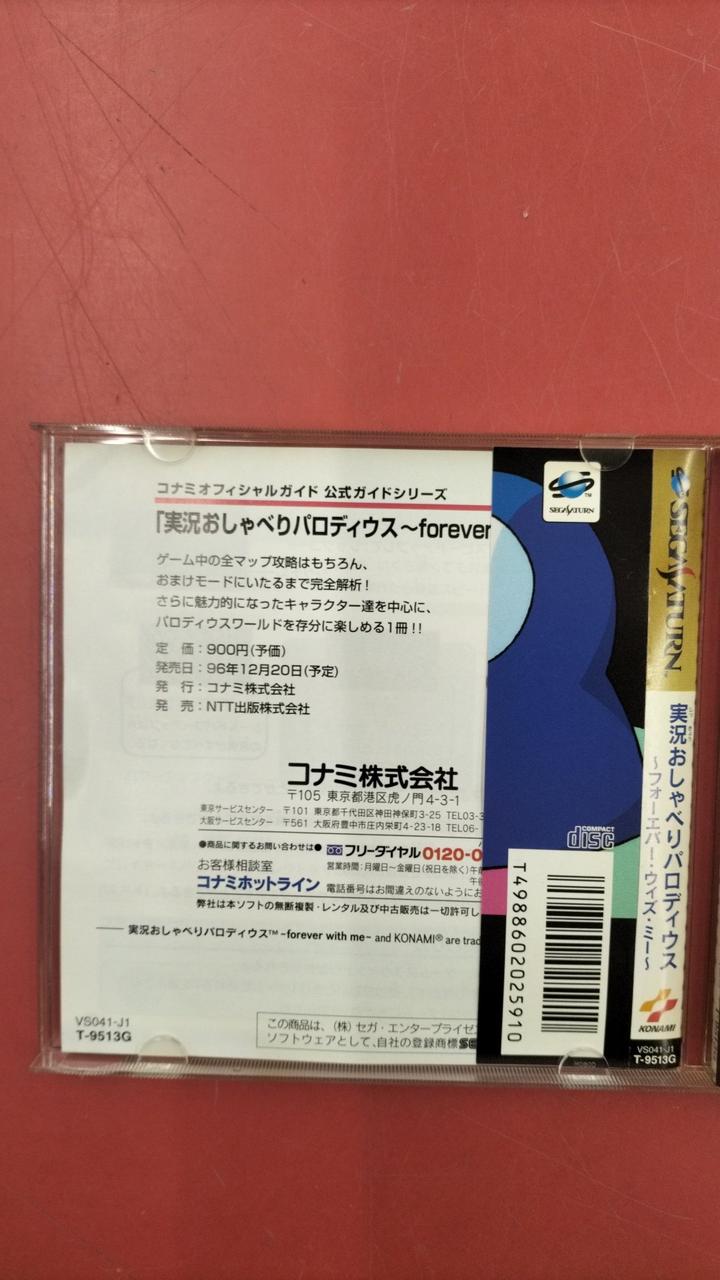 コナミオフィシャルガイド 公式ガイドシリーズ
「実況おしゃべりパロディウス～forever
ゲーム中の全マップ攻略はもちろん、
おまけモードにいたるまで完全解析！
さらに魅力的になったキャラクター達を中心に、
パロディウスワールドを存分に楽しめる1冊!!
定 価：900円(予価)
発売日：96年12月20日(予定)
発 行：コナミ株式会社
発 売：NTT出版株式会社
コナミ株式会社
〒105 東京都港区虎ノ門4-3-1
東京サービスセンター 〒101 東京都千代田区神田神保町3-25 TEL03-3
大阪サービスセンター 〒561 大阪府豊中市庄内栄町4-23-18 TEL06-
●商品に関するお問い合わせは●
フリーダイヤル0120-0
お客様相談室
営業時間：月曜日～金曜日(祝日を除く)午前
午後
コナミホットライン 電話番号はお間違えのないようにお
弊社は本ソフトの無断複製・レンタル及び中古販売は一切許可し
実況おしゃべりパロディウス™ ~forever with me~ and KONAMI® are trad
VS041-J1
T-9513G
この商品は、(株) セガ・エンタープライゼ
ソフトウェアとして、自社の登録商標SE
SEGA SATURN
TM
COMPACT
disc
T4988602025910
SEGA SATURN
実況おしゃべりパロディウス
じっ きょう
～フォーエバー・ウィズ・ミー～
KONAMI
VS041-J1
T-9513G